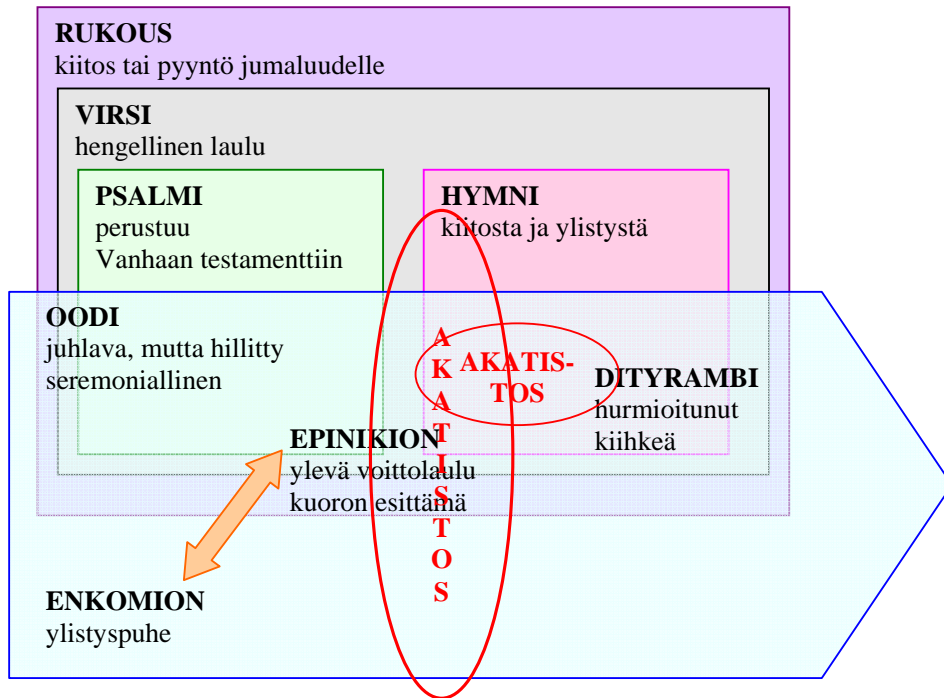 RUKOUS
kiitos tai pyyntö jumaluudelle
VIRSI
hengellinen laulu
PSALMI
perustuu
Vanhaan testamenttiin
HYMNI
kiitosta ja ylistystä
OODI
juhlava, mutta hillitty
seremoniallinen
AKATISTOS
AKATIS-
TOS
DITYRAMBI
hurmioitunut
kiihkeä
EPINIKION
ylevä voittolaulu
kuoron esittämä
ENKOMION
ylistyspuhe